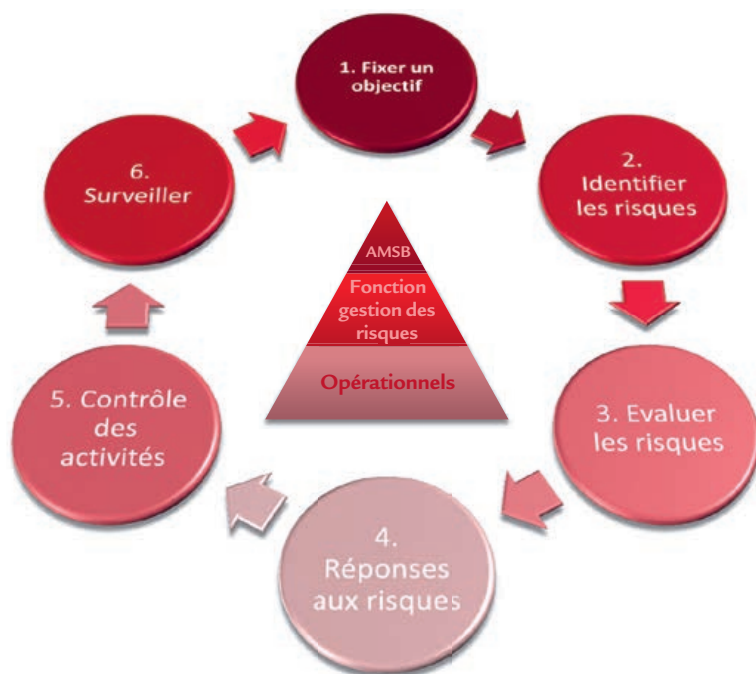 1. Fixer un
objectif
2.
Identifier
les risques
3. Evaluer
les risques
4.
Réponses
aux risques
5. Contrôle
des
activités
6.
Surveiller
AMSB
Fonction
gestion des
risques
Opérationnels